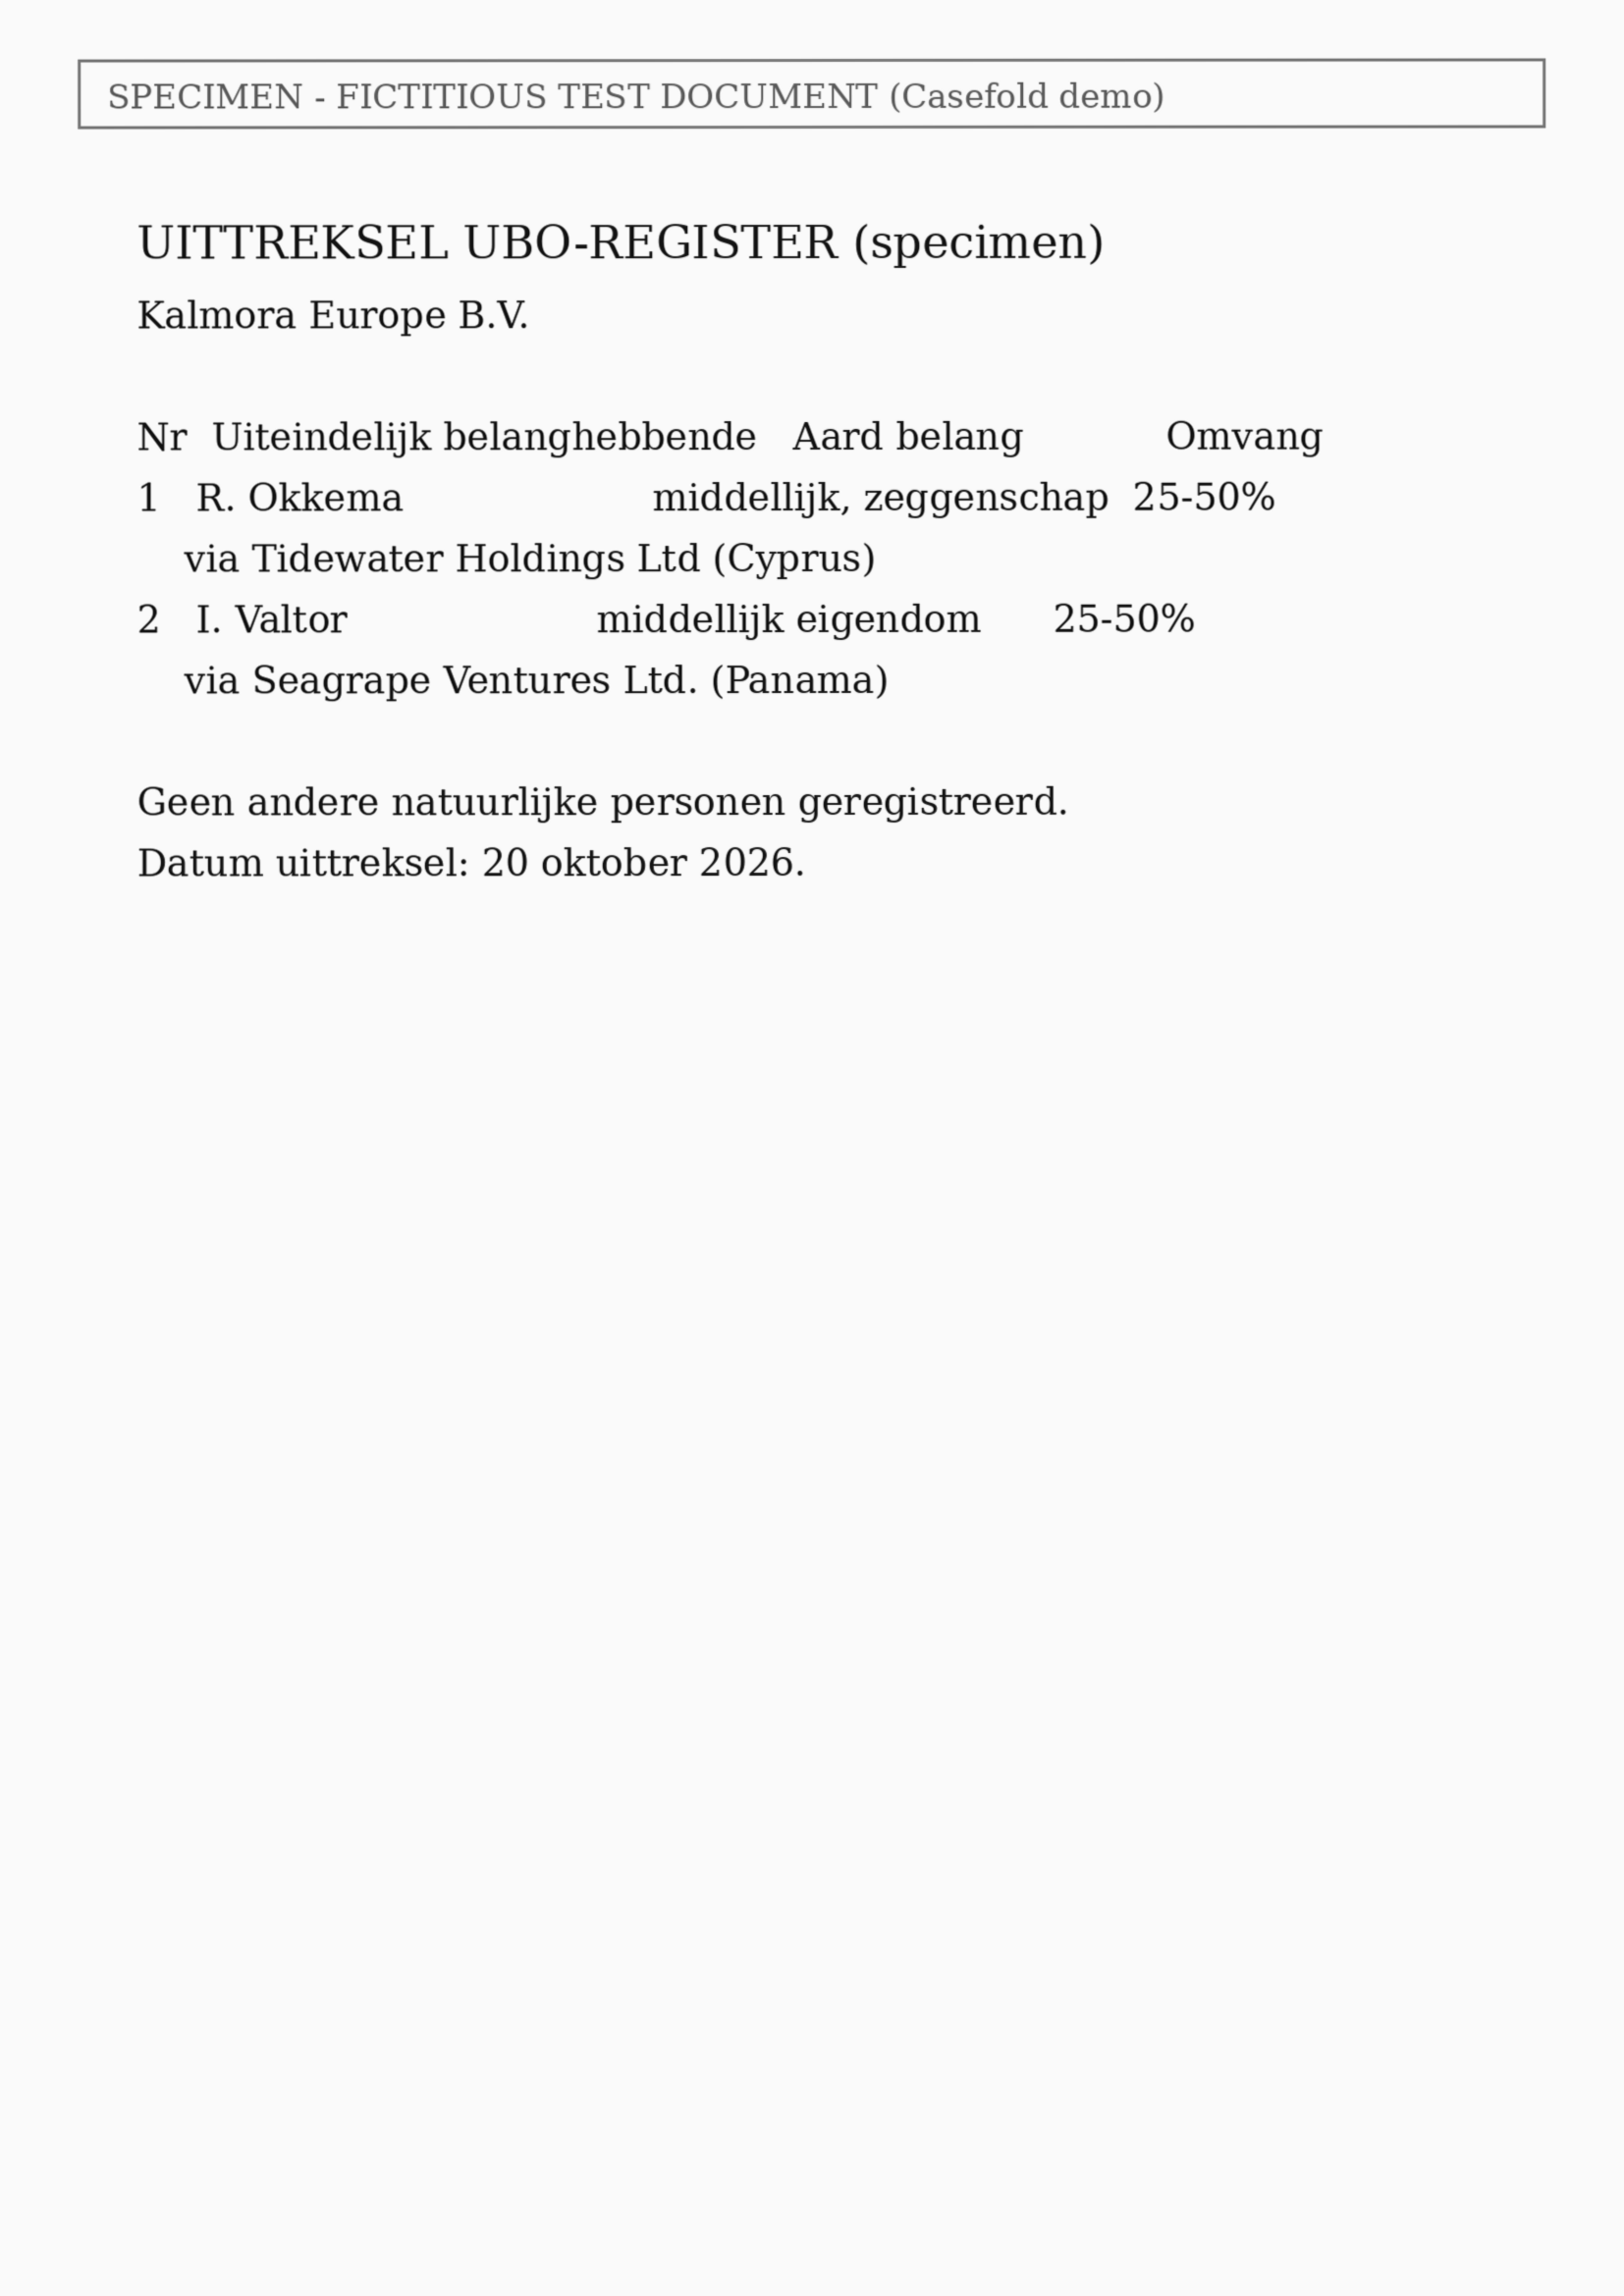 SPECIMEN - FICTITIOUS TEST DOCUMENT (Casefold demo)
UITTREKSEL UBO-REGISTER (specimen)
Kalmora Europe B.V.
Nr Uiteindelijk belanghebbende Aard belang Omvang
1 R. Okkema middellijk, zeggenschap 25-50%
via Tidewater Holdings Ltd (Cyprus)
2 I. Valtor middellijk eigendom 25-50%
via Seagrape Ventures Ltd. (Panama)
Geen andere natuurlijke personen geregistreerd.
Datum uittreksel: 20 oktober 2026.